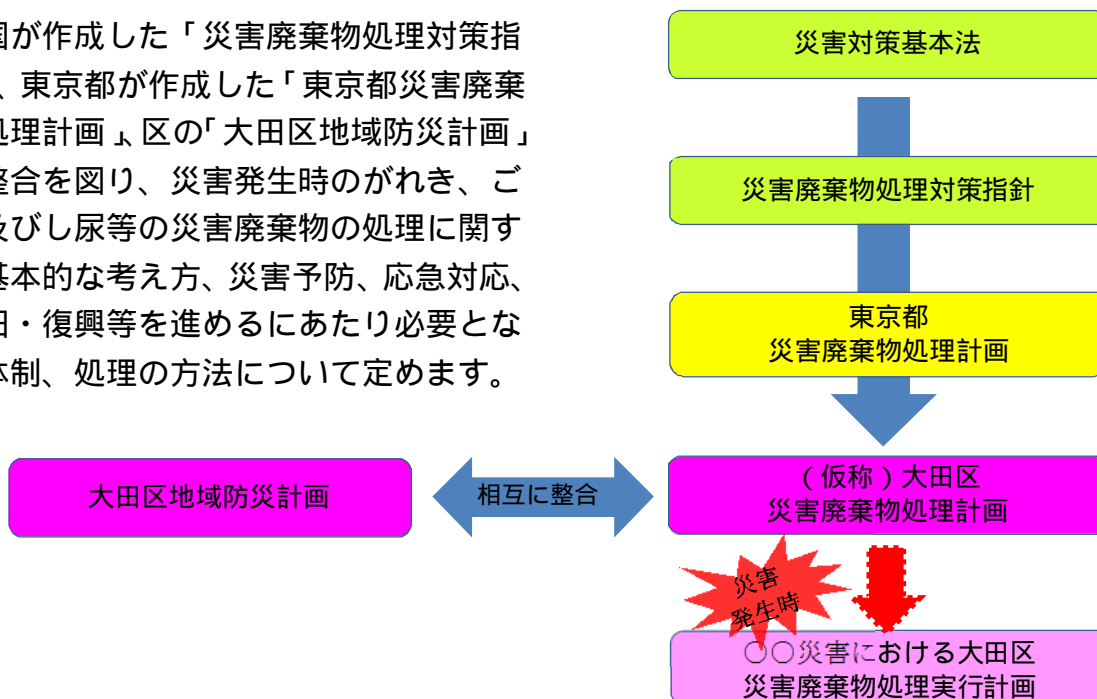 国が作成した「災害廃棄物処理対策指
、東京都が作成した「東京都災害廃棄
処理計画」、区の「大田区地域防災計画」
整合を図り、災害発生時のがれき、ご
及びし尿等の災害廃棄物の処理に関す
基本的な考え方、災害予防、応急対応、
旧・復興等を進めるにあたり必要とな
体制、処理の方法について定めます。
災害対策基本法
災害廃棄物処理対策指針
東京都
災害廃棄物処理計画
大田区地域防災計画
相互に整合
(仮称)大田区
災害廃棄物処理計画
災害
発生時
○○災害における大田区
災害廃棄物処理実行計画